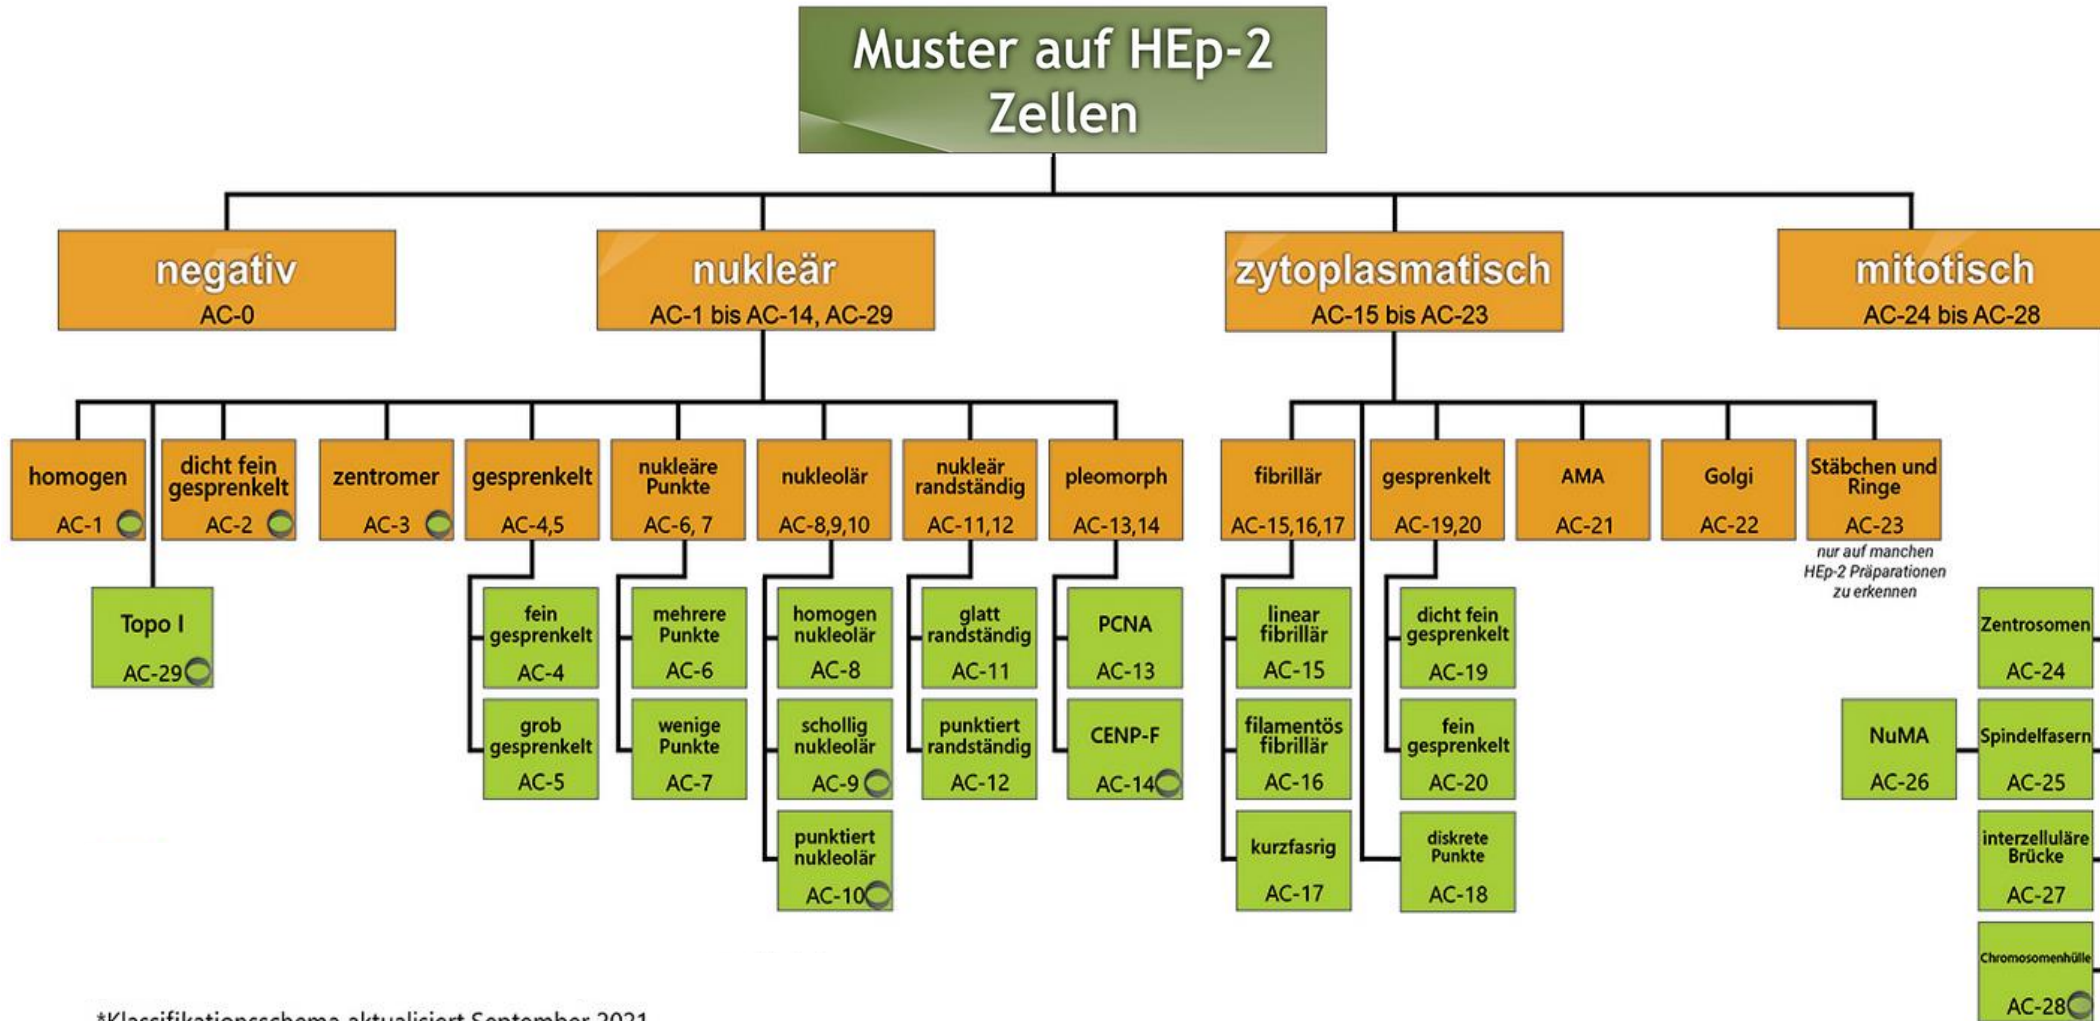 Muster auf HEp-2
Zellen
negativ
AC-0
nukleär
AC-1 bis AC-14, AC-29
zytoplasmatisch
AC-15 bis AC-23
mitotisch
AC-24 bis AC-28
homogen
AC-1
dicht fein
gesprenkelt
AC-2
zentromer
AC-3
gesprenkelt
AC-4,5
nukleäre
Punkte
AC-6, 7
nukleolär
AC-8,9,10
nukleär
randständig
AC-11,12
pleomorph
AC-13,14
fibrillär
AC-15,16,17
gesprenkelt
AC-19,20
AMA
AC-21
Golgi
AC-22
Stäbchen und
Ringe
AC-23
nur auf manchen
HEp-2 Präparationen
zu erkennen
Topo I
AC-29
fein
gesprenkelt
AC-4
mehrere
Punkte
AC-6
homogen
nukleolär
AC-8
glatt
randständig
AC-11
PCNA
AC-13
linear
fibrillär
AC-15
dicht fein
gesprenkelt
AC-19
Zentrosomen
AC-24
grob
gesprenkelt
AC-5
wenige
Punkte
AC-7
schollig
nukleolär
AC-9
punktiert
randständig
AC-12
CENP-F
AC-14
filamentös
fibrillär
AC-16
fein
gesprenkelt
AC-20
NuMA
AC-26
Spindelfasern
AC-25
punktiert
nukleolär
AC-10
kurzfasrig
AC-17
diskrete
Punkte
AC-18
interzelluläre
Brücke
AC-27
Chromosomenhülle
AC-28
*Klassifikationsschema aktualisiert September 2021